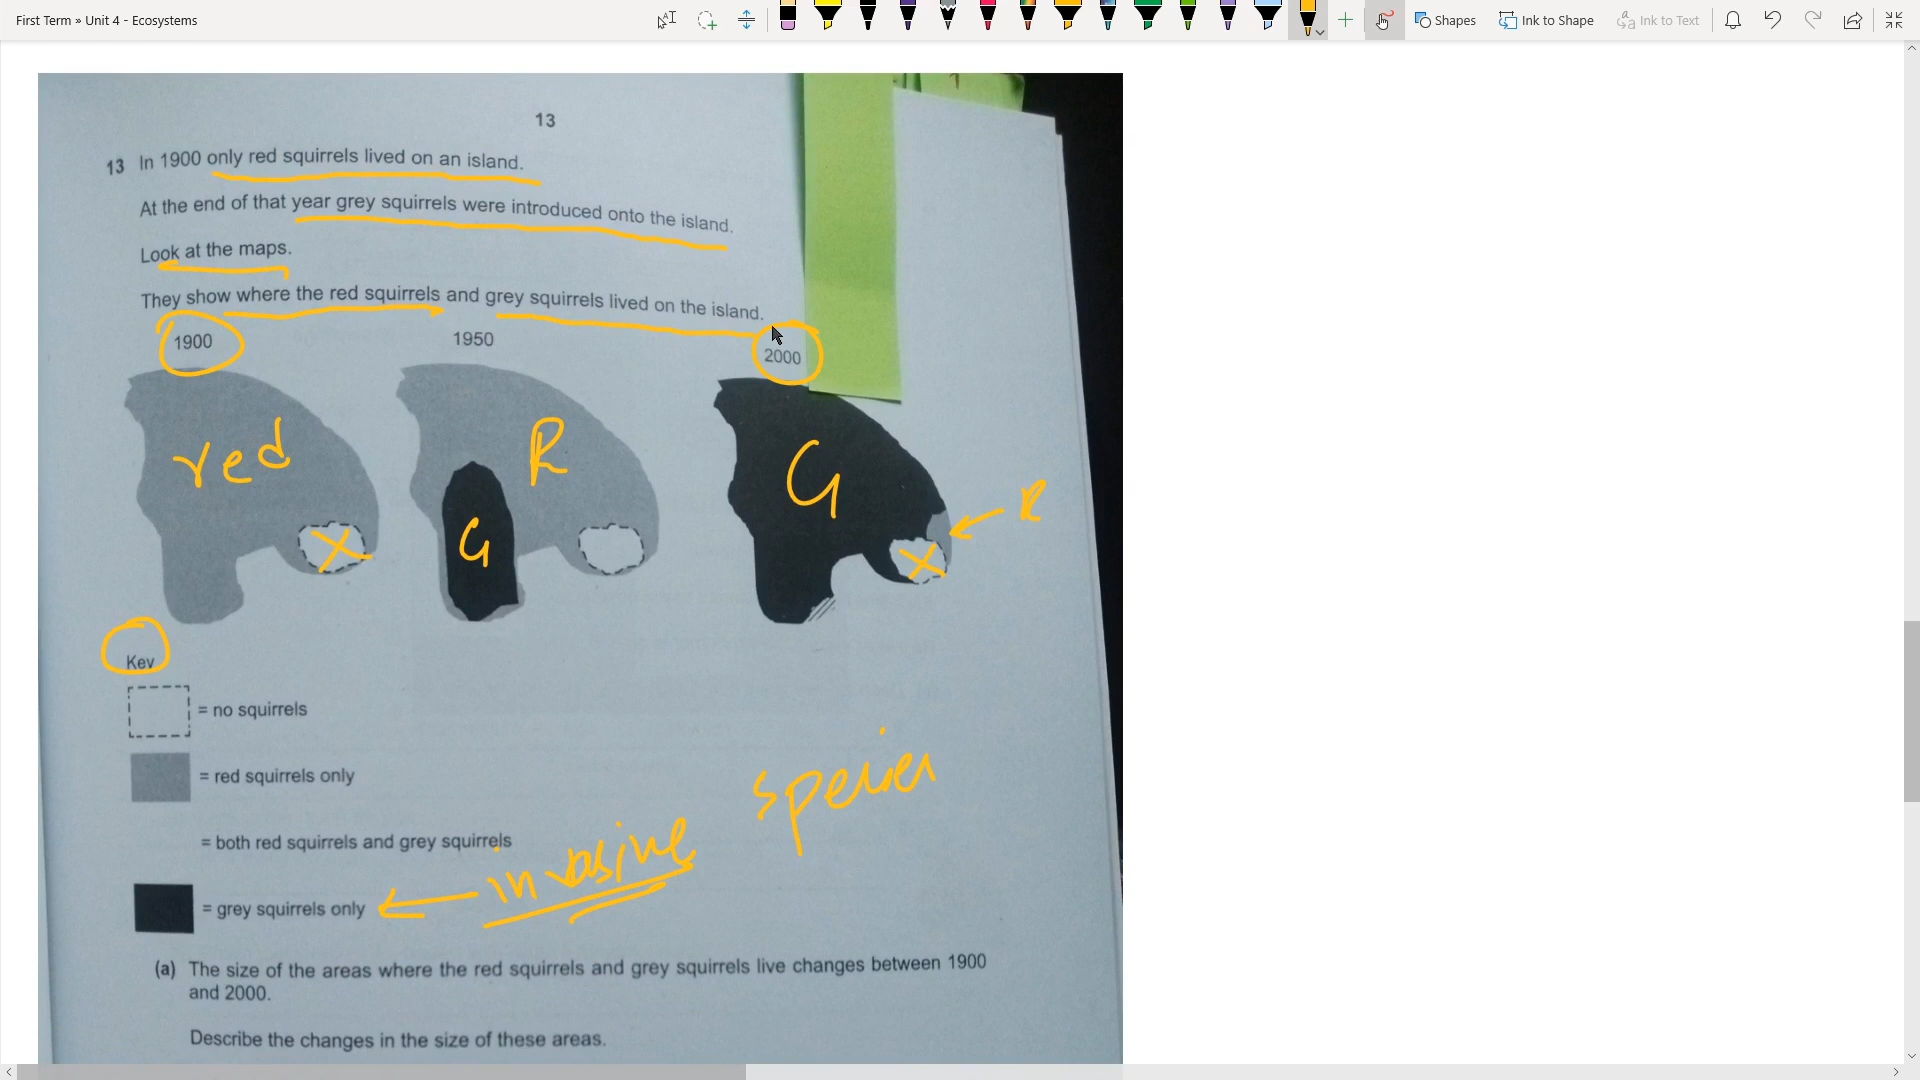 First Term » Unit 4 - Ecosystems
Shapes
Ink to Shape
Ink to Text
13
13 In 1900 only red squirrels lived on an island.
At the end of that year grey squirrels were introduced onto the island.
Look at the maps.
They show where the red squirrels and grey squirrels lived on the island.
1900 1950 2000
red R G R
G
X X
Key
= no squirrels
= red squirrels only
species
= both red squirrels and grey squirrels
invasive
= grey squirrels only
(a) The size of the areas where the red squirrels and grey squirrels live changes between 1900
and 2000.
Describe the changes in the size of these areas.